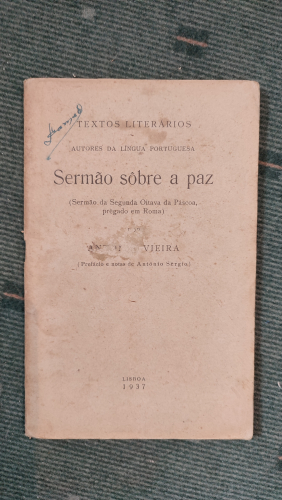 TEXTOS LITERÁRIOS
AUTORES DA LÍNGUA PORTUGUESA
Sermão sôbre a paz
(Sermão da Segunda Oitava da Páscoa,
prègado em Roma)
VIEIRA
(Prefácio e notas de António Sérgio)
LISBOA
1937